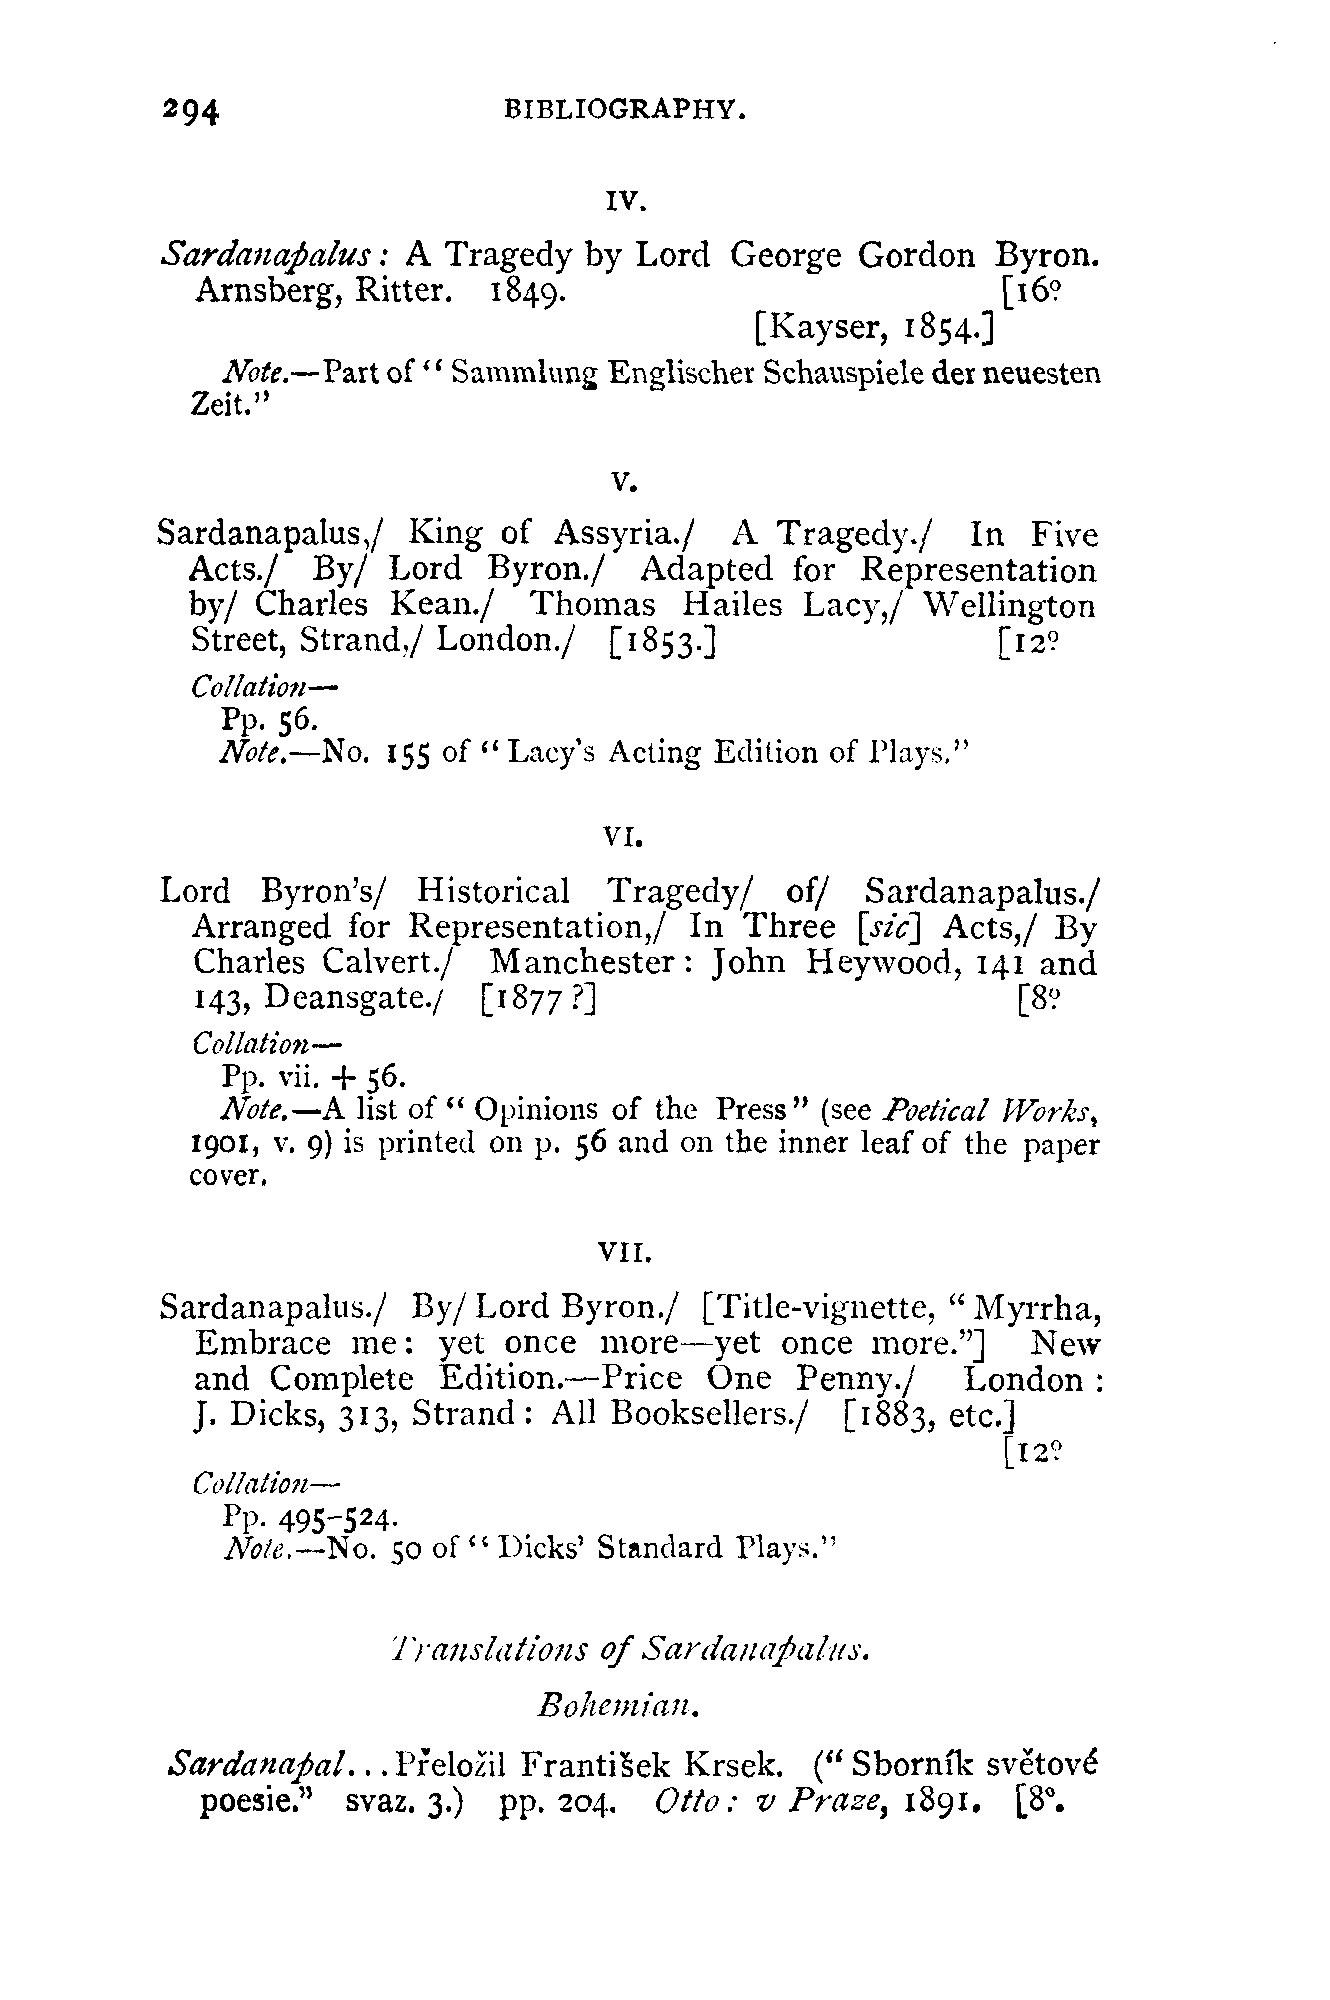 294 BIBLIOGRAPHY.
IV.
Sardanapalus: A Tragedy by Lord George Gordon Byron.
Arnsberg, Ritter. 1849. [16º
[Kayser, 1854.]
Note.—Part of "Sammlung Englischer Schauspiele der neuesten
Zeit."
V.
Sardanapalus,/ King of Assyria./ A Tragedy./ In Five
Acts./ By/ Lord Byron./ Adapted for Representation
by/ Charles Kean./ Thomas Hailes Lacy,/ Wellington
Street, Strand,/ London./ [1853.] [12º
Collation—
Pp. 56.
Note.—No. 155 of "Lacy's Acting Edition of Plays."
VI.
Lord Byron's/ Historical Tragedy/ of/ Sardanapalus./
Arranged for Representation,/ In Three [sic] Acts,/ By
Charles Calvert./ Manchester: John Heywood, 141 and
143, Deansgate./ [1877 ?] [8º
Collation—
Pp. vii. + 56.
Note.—A list of "Opinions of the Press" (see Poetical Works,
1901, v. 9) is printed on p. 56 and on the inner leaf of the paper
cover.
VII.
Sardanapalus./ By/ Lord Byron./ [Title-vignette, "Myrrha,
Embrace me: yet once more—yet once more."] New
and Complete Edition.—Price One Penny./ London:
J. Dicks, 313, Strand: All Booksellers./ [1883, etc.]
[12º
Collation—
Pp. 495-524.
Note.—No. 50 of "Dicks' Standard Plays."
Translations of Sardanapalus.
Bohemian.
Sardanapal...Přeložil František Krsek. ("Sborník světové
poesie." svaz. 3.) pp. 204. Otto: v Praze, 1891. [8º.